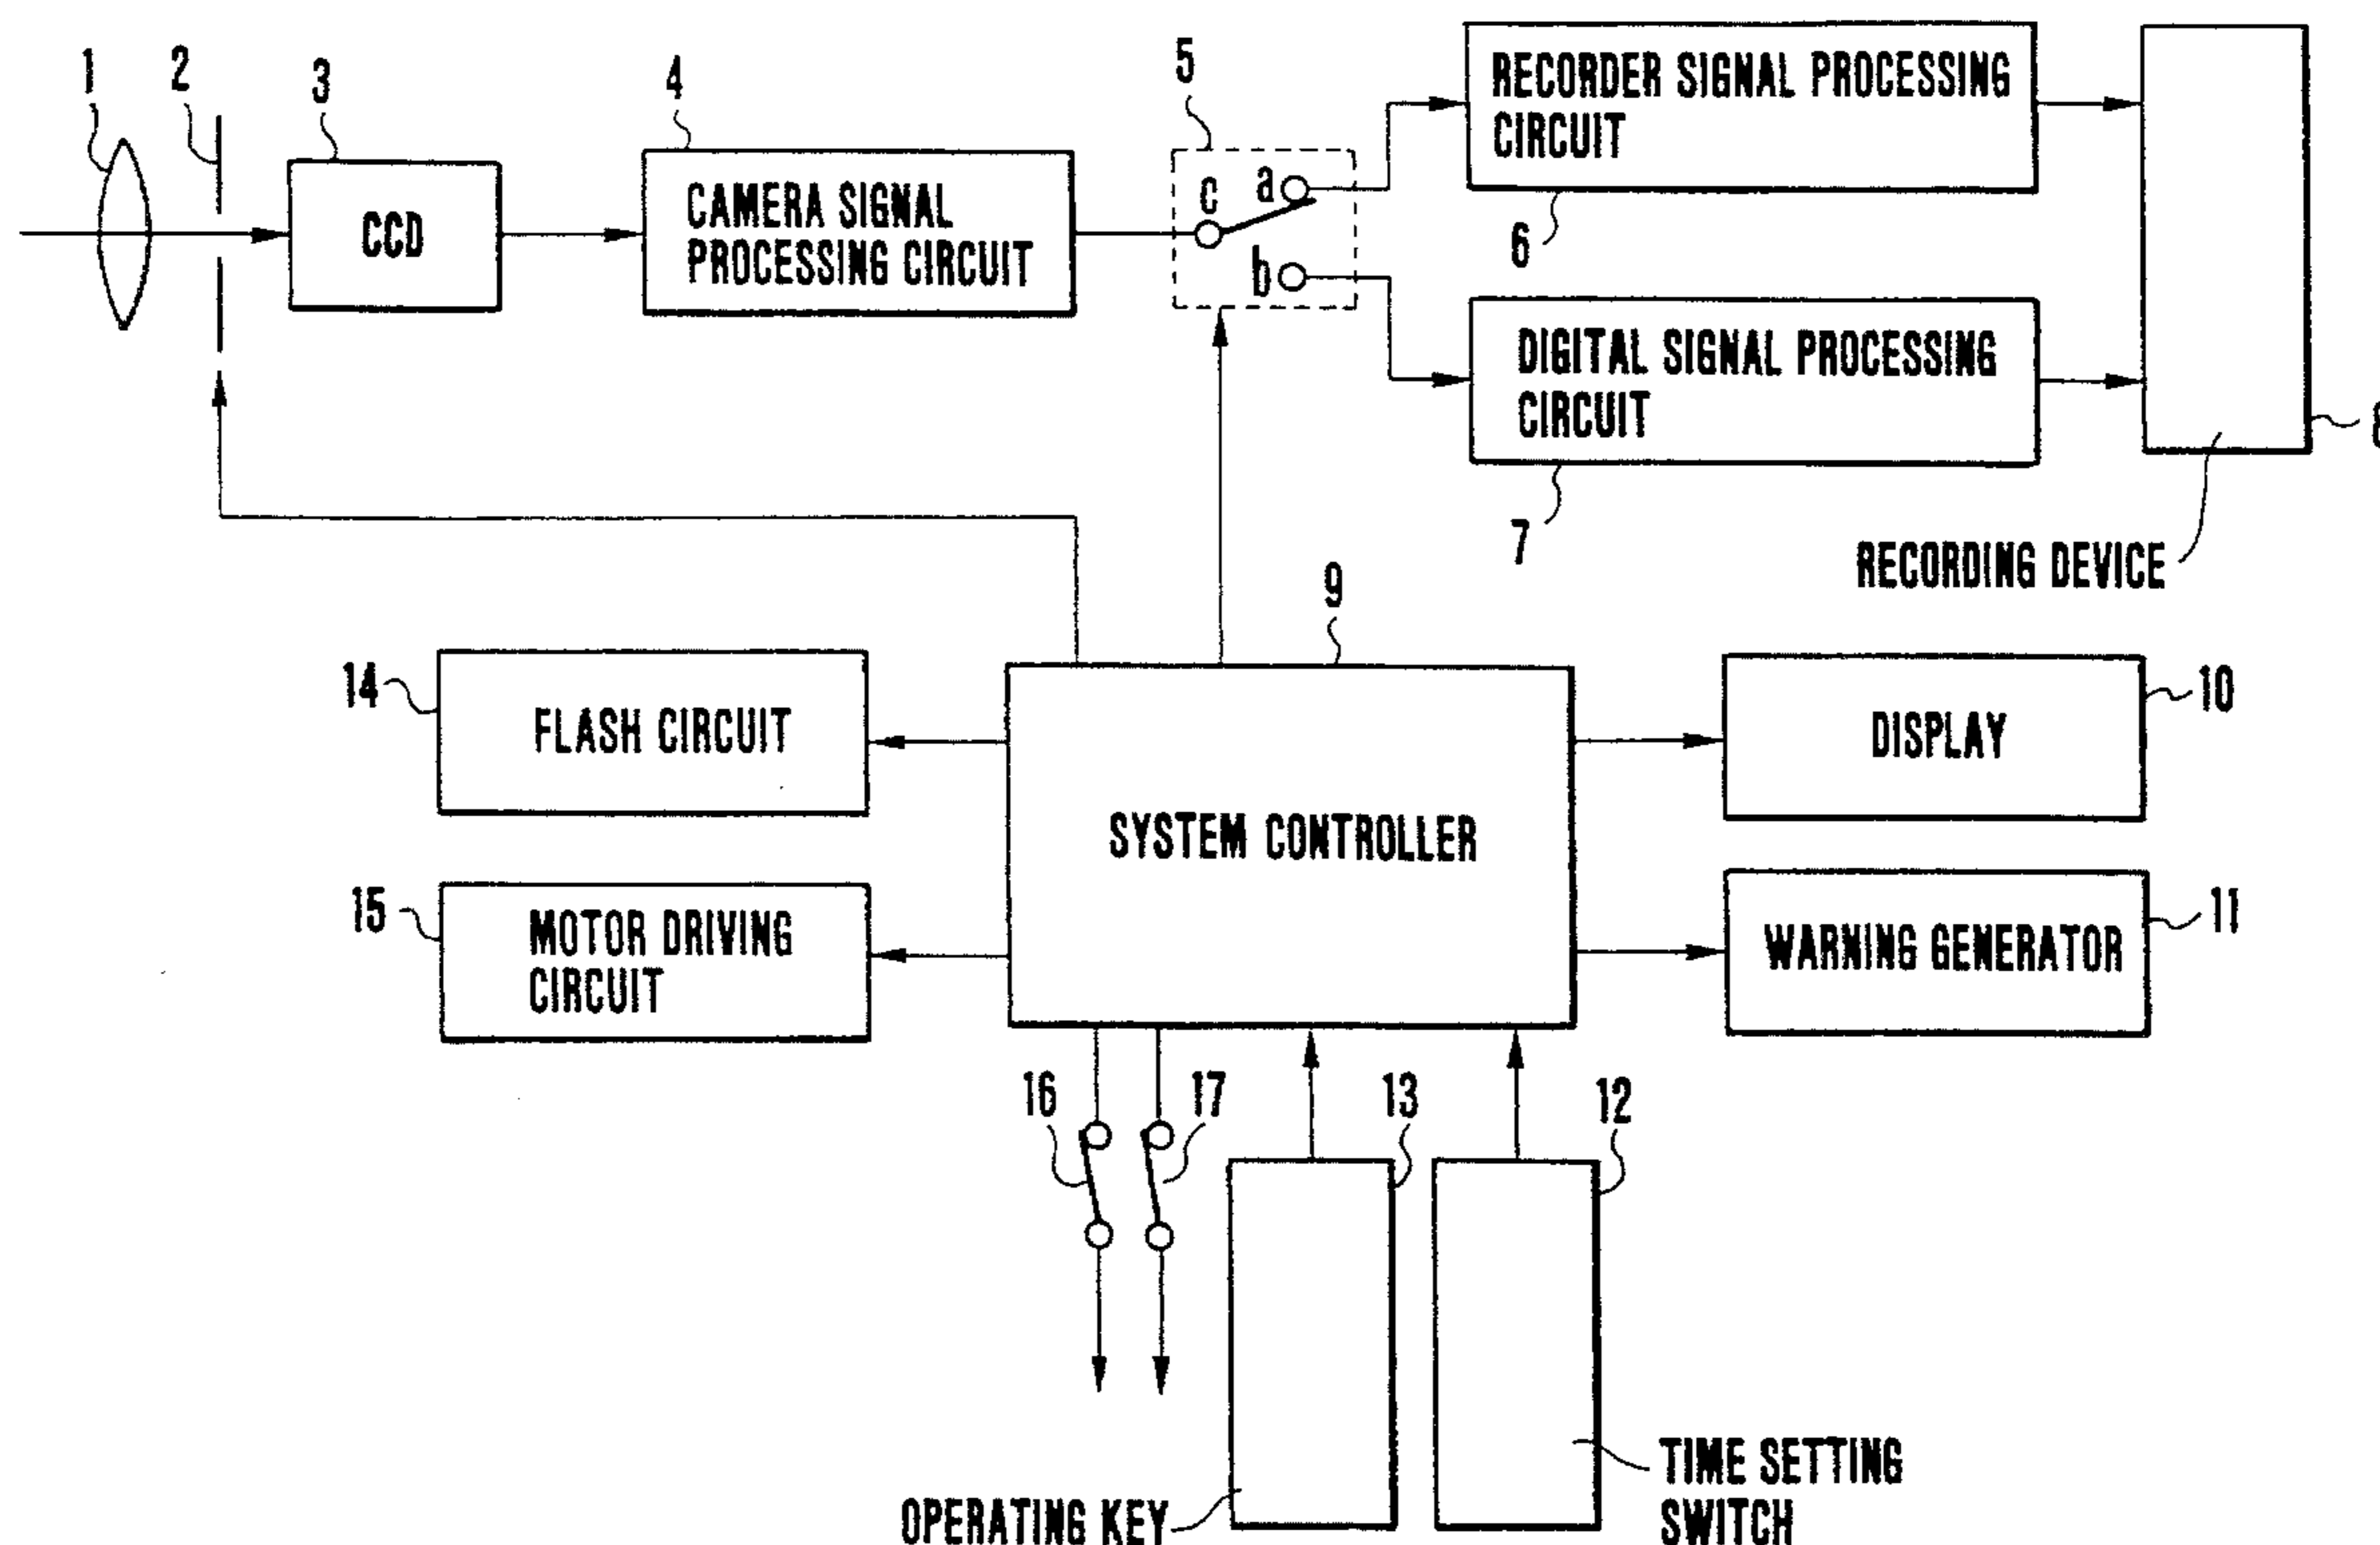 1
2
3
4
5
CCD
CAMERA SIGNAL
PROCESSING CIRCUIT
c
a
b
RECORDER SIGNAL PROCESSING
CIRCUIT
6
DIGITAL SIGNAL PROCESSING
CIRCUIT
7
8
RECORDING DEVICE
9
14
FLASH CIRCUIT
SYSTEM CONTROLLER
DISPLAY
10
15
MOTOR DRIVING
CIRCUIT
WARNING GENERATOR
11
16
17
13
12
OPERATING KEY
TIME SETTING
SWITCH